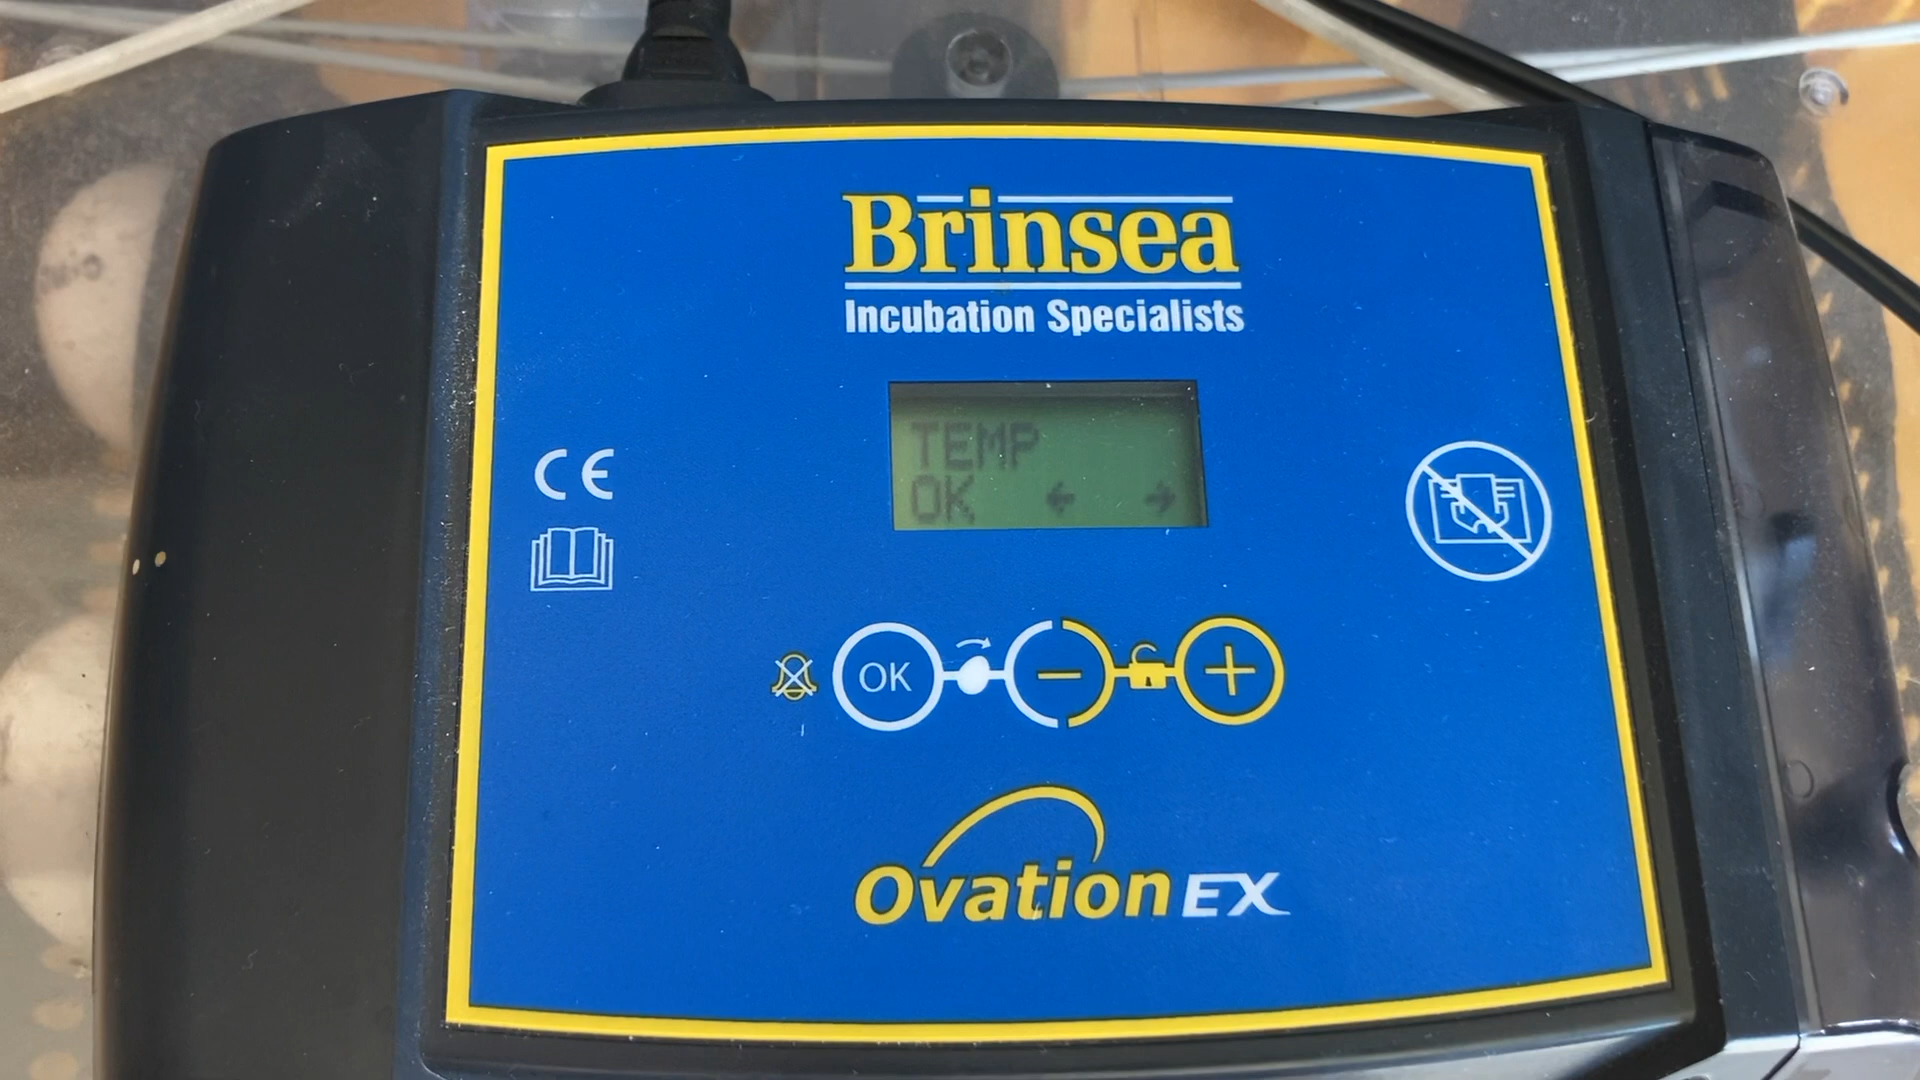 Brinsea
Incubation Specialists
TEMP
OK ← →
CE
OK − +
Ovation EX